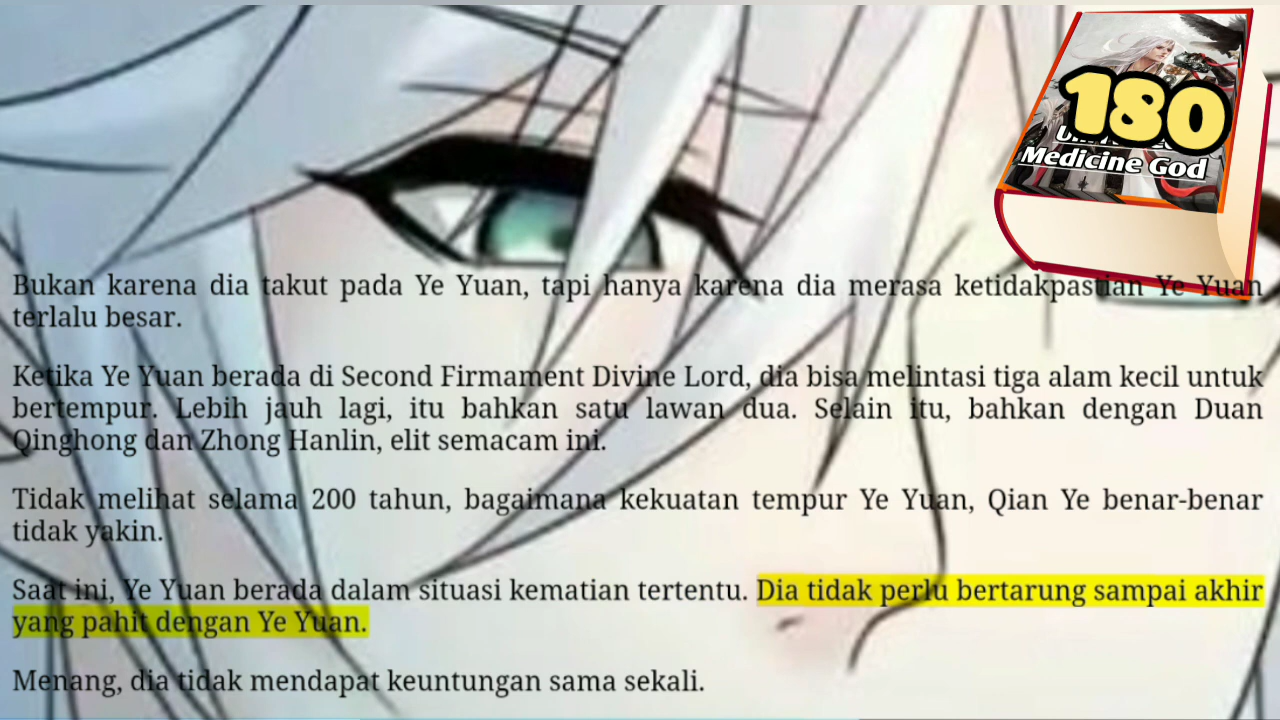 180
Medicine God
Bukan karena dia takut pada Ye Yuan, tapi hanya karena dia merasa ketidakpastian Ye Yuan
terlalu besar.
Ketika Ye Yuan berada di Second Firmament Divine Lord, dia bisa melintasi tiga alam kecil untuk
bertempur. Lebih jauh lagi, itu bahkan satu lawan dua. Selain itu, bahkan dengan Duan
Qinghong dan Zhong Hanlin, elit semacam ini.
Tidak melihat selama 200 tahun, bagaimana kekuatan tempur Ye Yuan, Qian Ye benar-benar
tidak yakin.
Saat ini, Ye Yuan berada dalam situasi kematian tertentu. Dia tidak perlu bertarung sampai akhir
yang pahit dengan Ye Yuan.
Menang, dia tidak mendapat keuntungan sama sekali.